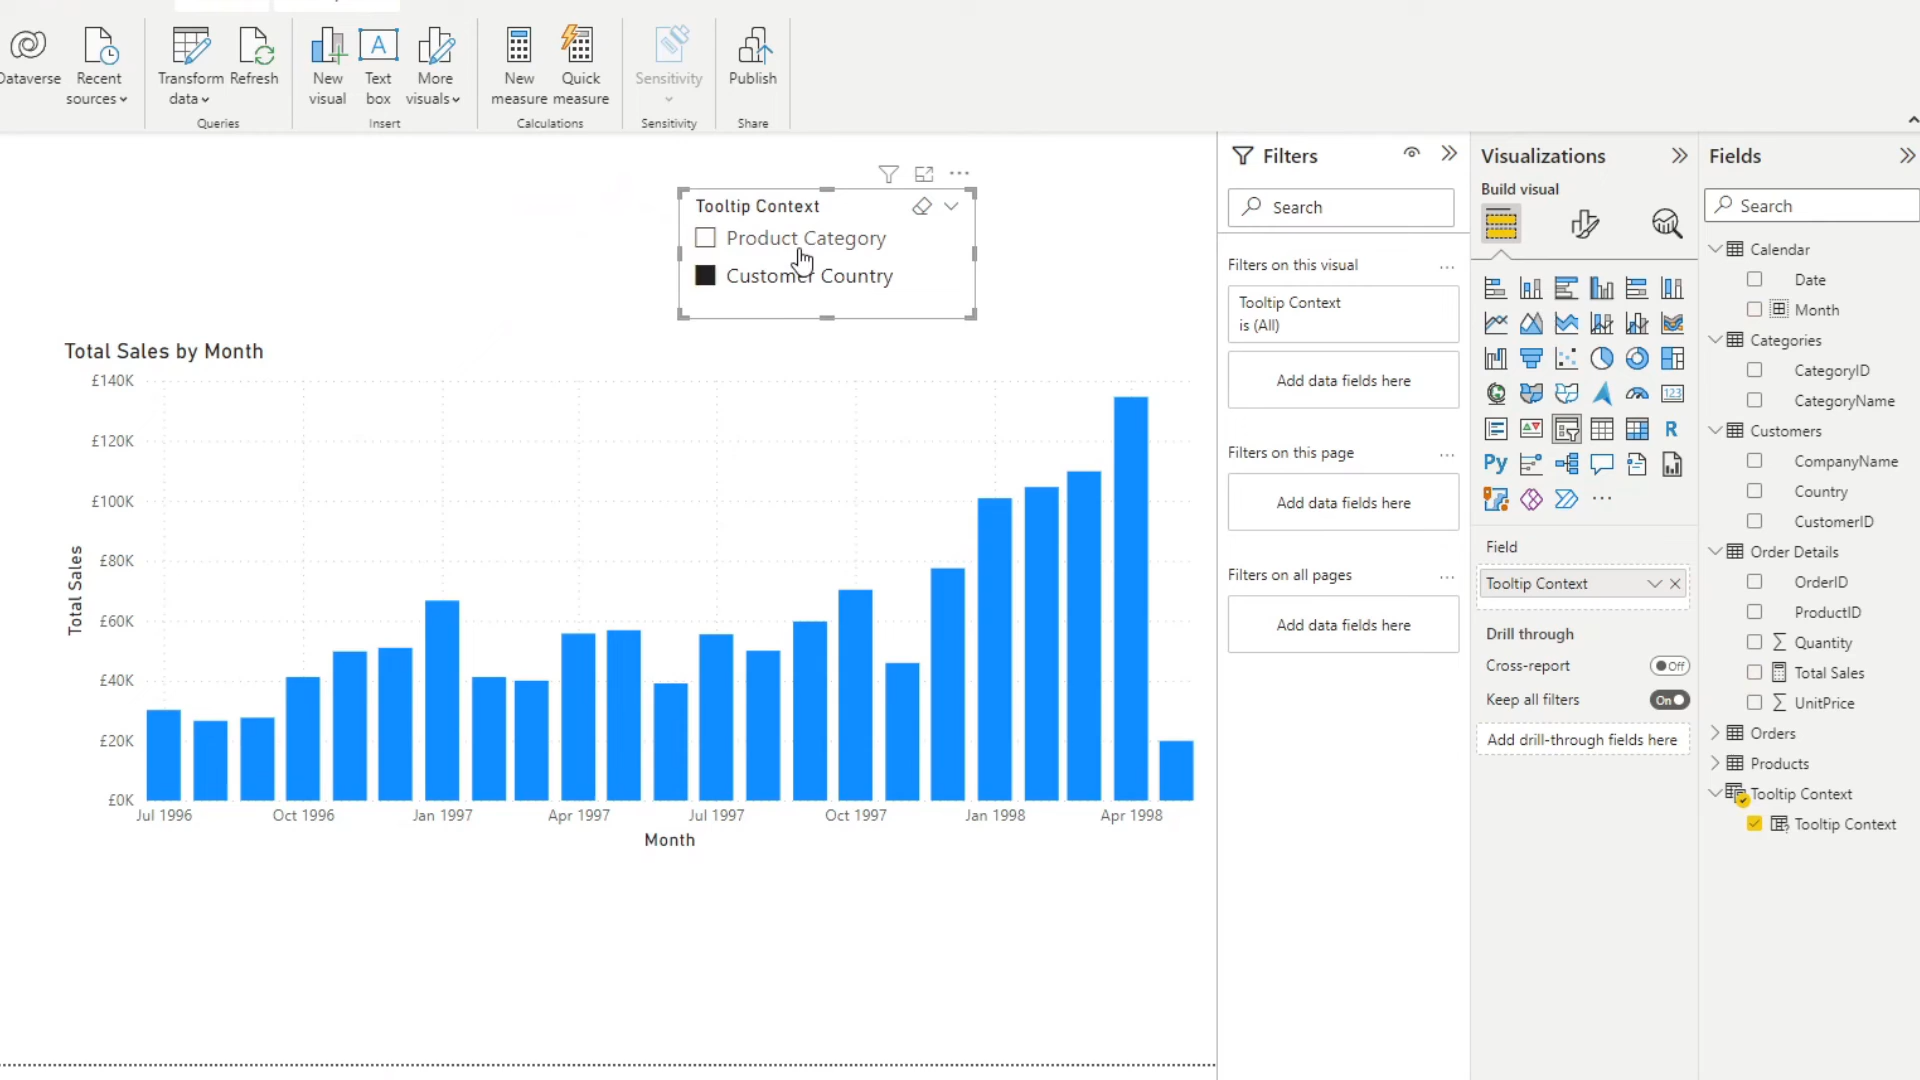 Dataverse
Recent sources
Transform data
Refresh
Queries
New visual
Text box
More visuals
Insert
New measure
Quick measure
Calculations
Sensitivity
Sensitivity
Publish
Share
Tooltip Context
Product Category
Customer Country
Total Sales by Month
Total Sales
£140K
£120K
£100K
£80K
£60K
£40K
£20K
£0K
Jul 1996
Oct 1996
Jan 1997
Apr 1997
Jul 1997
Oct 1997
Jan 1998
Apr 1998
Month
Filters
Search
Filters on this visual
Tooltip Context
is (All)
Add data fields here
Filters on this page
Add data fields here
Filters on all pages
Add data fields here
Visualizations
Build visual
123
R
Py
Field
Tooltip Context
Drill through
Cross-report
Off
Keep all filters
On
Add drill-through fields here
Fields
Search
Calendar
Date
Month
Categories
CategoryID
CategoryName
Customers
CompanyName
Country
CustomerID
Order Details
OrderID
ProductID
Quantity
Total Sales
UnitPrice
Orders
Products
Tooltip Context
Tooltip Context